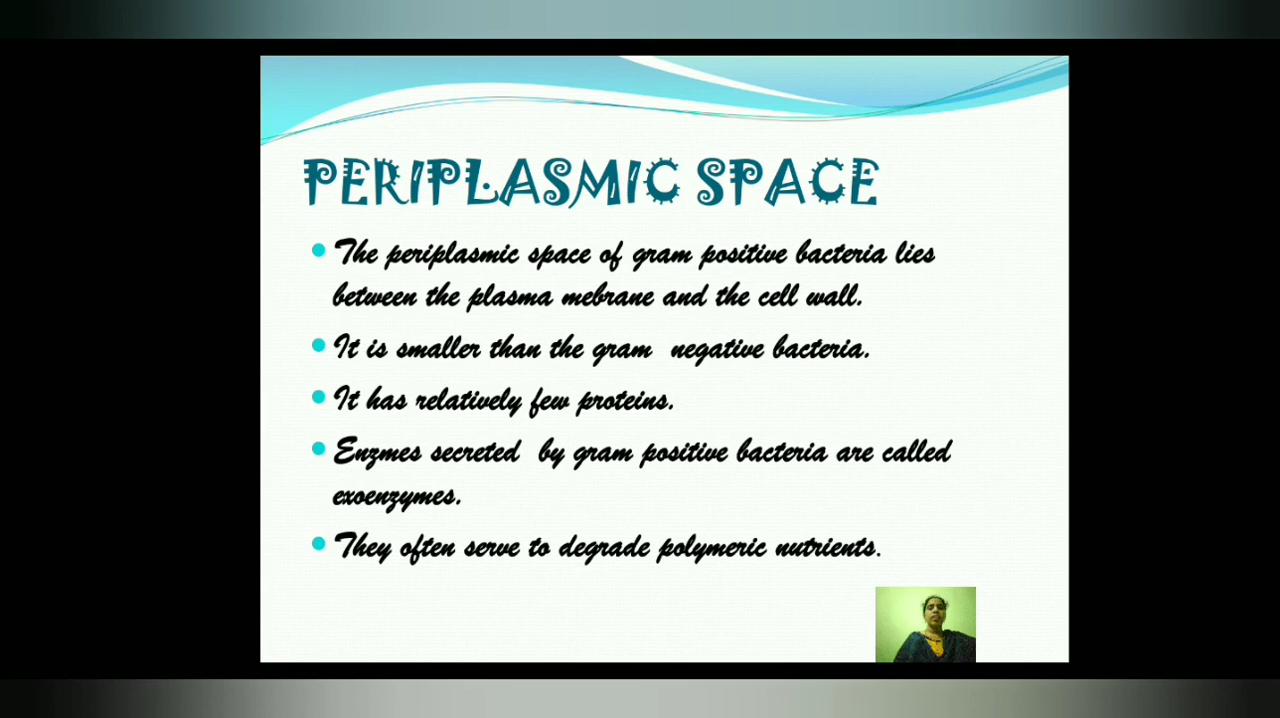 PERIPLASMIC SPACE
The periplasmic space of gram positive bacteria lies
between the plasma mebrane and the cell wall.
It is smaller than the gram negative bacteria.
It has relatively few proteins.
Enzmes secreted by gram positive bacteria are called
exoenzymes.
They often serve to degrade polymeric nutrients.